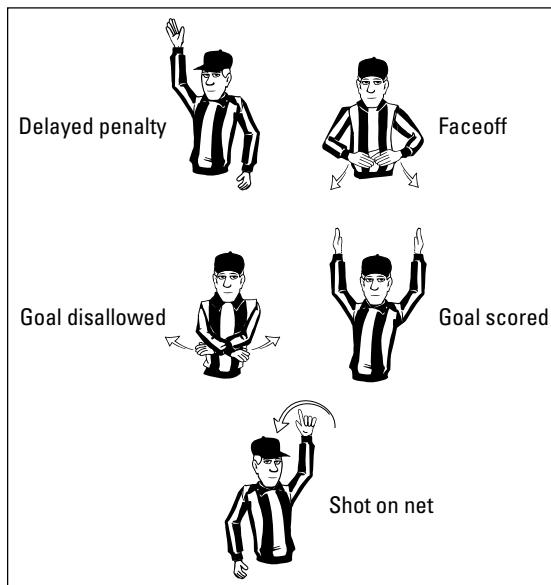 Delayed penalty
Faceoff
Goal disallowed
Goal scored
Shot on net